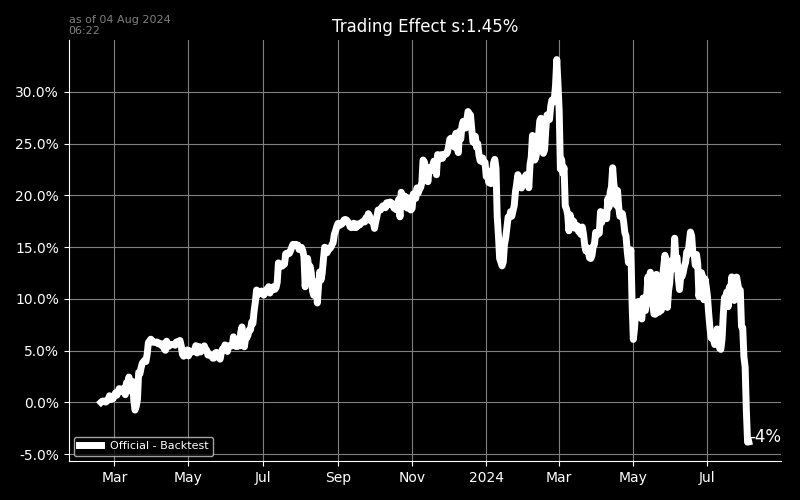 as of 04 Aug 2024
06:22
Trading Effect s:1.45%
30.0%
25.0%
20.0%
15.0%
10.0%
5.0%
0.0%
-5.0%
-4%
Official - Backtest
Mar May Jul Sep Nov 2024 Mar May Jul